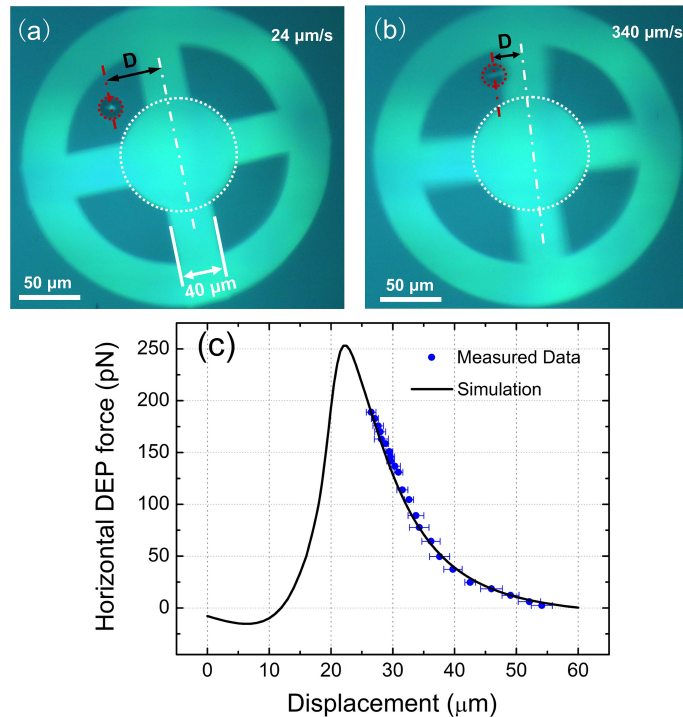 (a)
24 μm/s
D
40 μm
50 μm
(b)
340 μm/s
D
50 μm
(c)
Measured Data
Simulation
Horizontal DEP force (pN)
250
200
150
100
50
0
0 10 20 30 40 50 60
Displacement (μm)